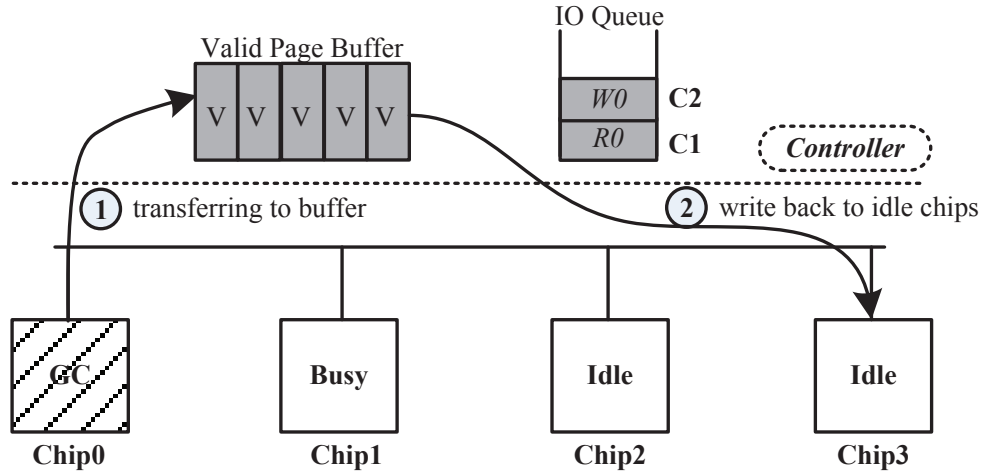 IO Queue
Valid Page Buffer
V V V V V
W0 C2
R0 C1
Controller
1 transferring to buffer
2 write back to idle chips
GC Busy Idle Idle
Chip0 Chip1 Chip2 Chip3